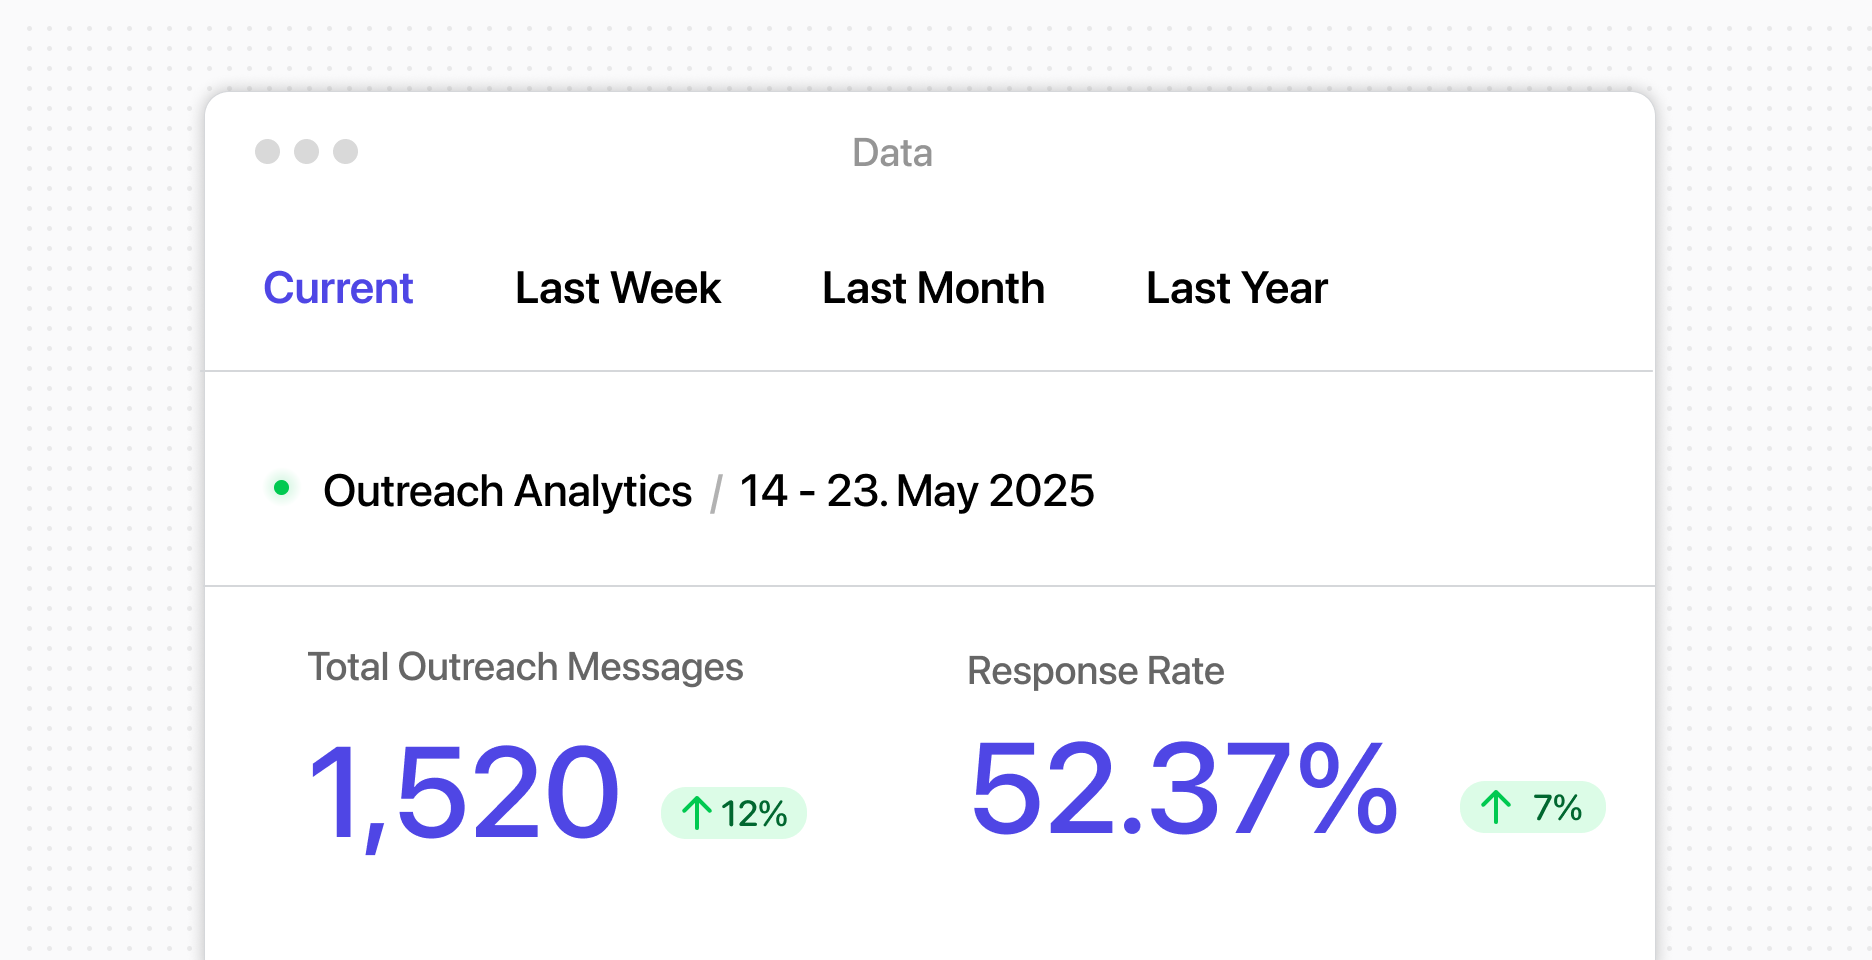 Data
Current Last Week Last Month Last Year
Outreach Analytics / 14 - 23. May 2025
Total Outreach Messages
1,520 ↑ 12%
Response Rate
52.37% ↑ 7%